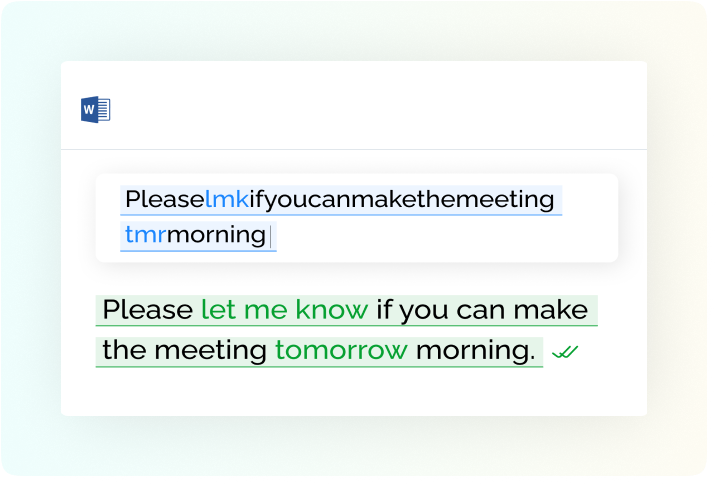 W
Pleaselmkifyoucanmakethemeeting
tmrmorning
Please let me know if you can make
the meeting tomorrow morning.